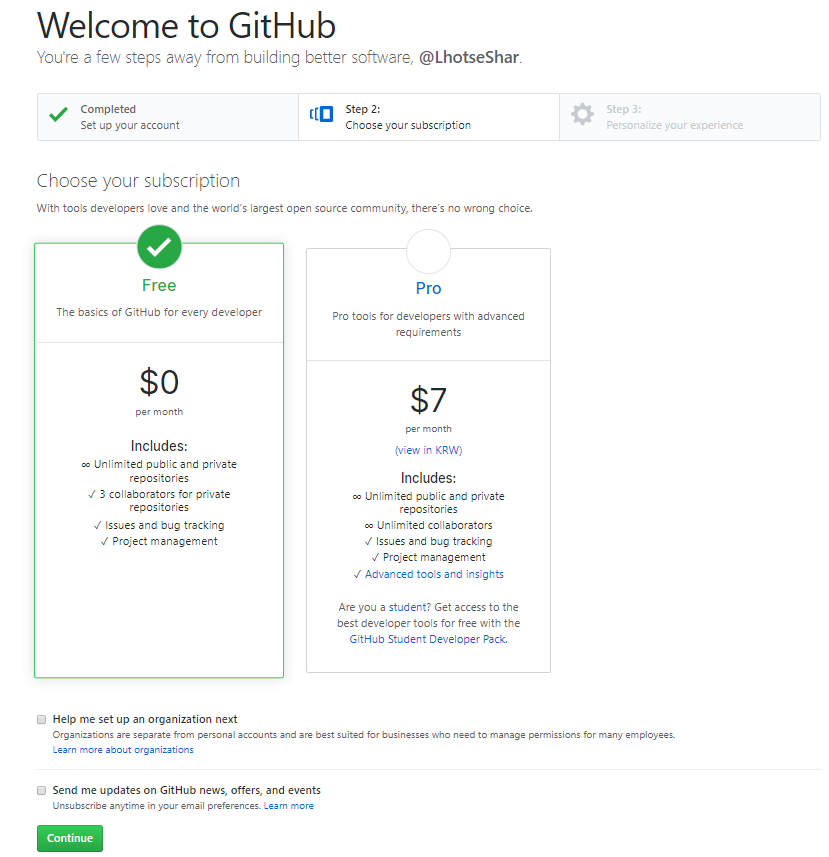 Welcome to GitHub
You're a few steps away from building better software, @LhotseShar.
Completed
Set up your account
Step 2:
Choose your subscription
Step 3:
Personalize your experience
Choose your subscription
With tools developers love and the world's largest open source community, there's no wrong choice.
Free
The basics of GitHub for every developer
$0
per month
Includes:
∞ Unlimited public and private
repositories
✓ 3 collaborators for private
repositories
✓ Issues and bug tracking
✓ Project management
Pro
Pro tools for developers with advanced
requirements
$7
per month
(view in KRW)
Includes:
∞ Unlimited public and private
repositories
∞ Unlimited collaborators
✓ Issues and bug tracking
✓ Project management
✓ Advanced tools and insights
Are you a student? Get access to the
best developer tools for free with the
GitHub Student Developer Pack.
Help me set up an organization next
Organizations are separate from personal accounts and are best suited for businesses who need to manage permissions for many employees.
Learn more about organizations
Send me updates on GitHub news, offers, and events
Unsubscribe anytime in your email preferences. Learn more
Continue